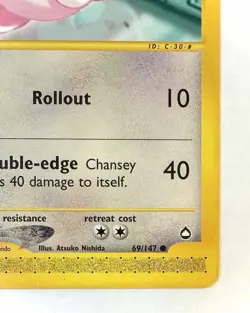 ID: C-30-#
Rollout 10
uble-edge Chansey
s 40 damage to itself. 40
resistance retreat cost
endo Illus. Atsuko Nishida 69/147